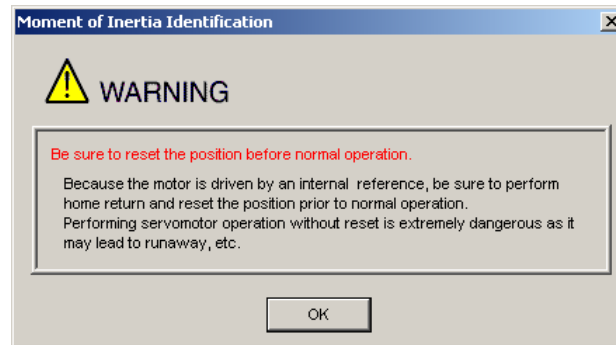 Moment of Inertia Identification
WARNING
Be sure to reset the position before normal operation.
Because the motor is driven by an internal reference, be sure to perform
home return and reset the position prior to normal operation.
Performing servomotor operation without reset is extremely dangerous as it
may lead to runaway, etc.
OK